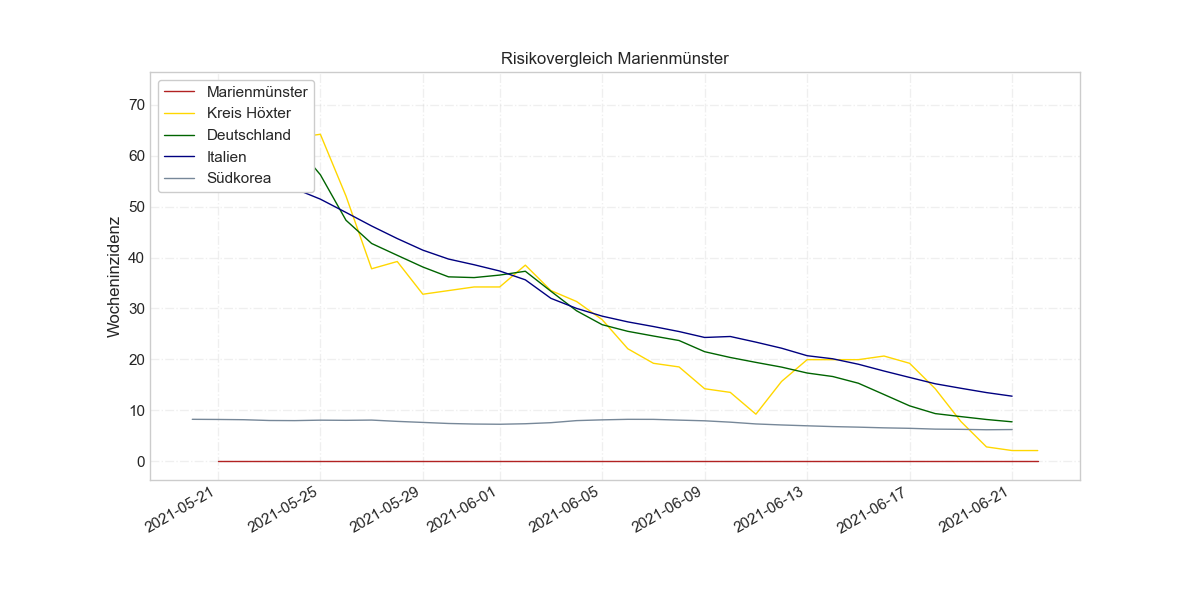 Risikovergleich Marienmünster
Marienmünster
Kreis Höxter
Deutschland
Italien
Südkorea
Wocheninzidenz
70
60
50
40
30
20
10
0
2021-05-21
2021-05-25
2021-05-29
2021-06-01
2021-06-05
2021-06-09
2021-06-13
2021-06-17
2021-06-21